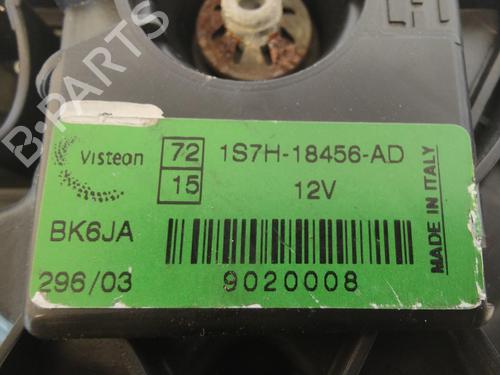 Visteon
72
15
1S7H-18456-AD
12V
MADE IN ITALY
BK6JA
296/03
9020008
B-PARTS